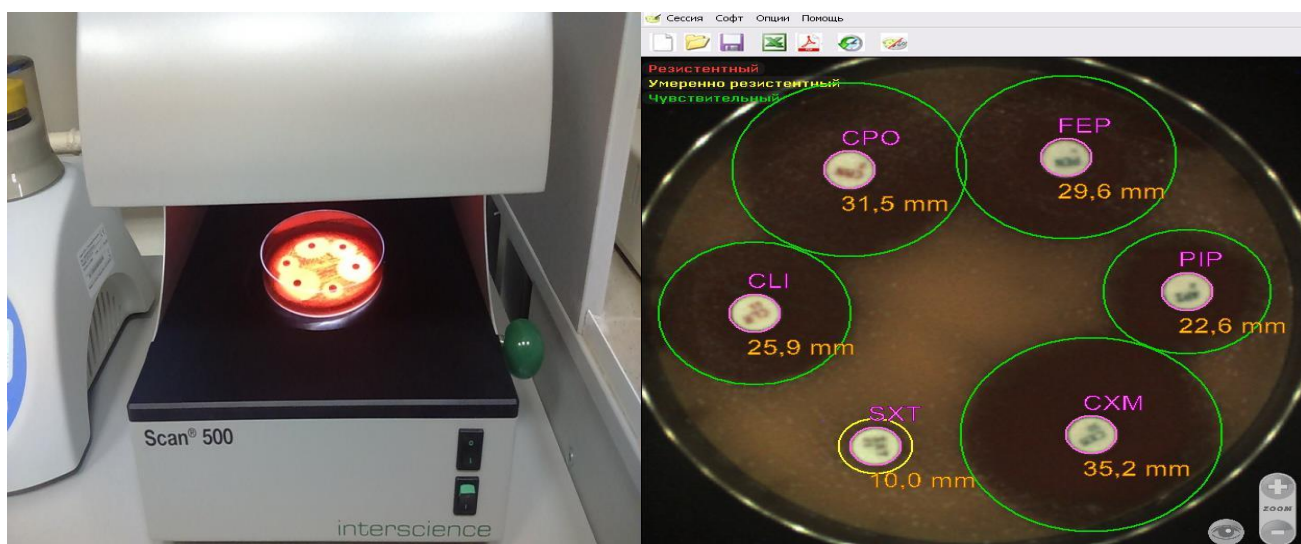 Scan® 500
interscience
Сессия Софт Опции Помощь
Резистентный
Умеренно резистентный
Чувствительный
CPO
31,5 mm
FEP
29,6 mm
CLI
25,9 mm
PIP
22,6 mm
SXT
10,0 mm
CXM
35,2 mm
ZOOM